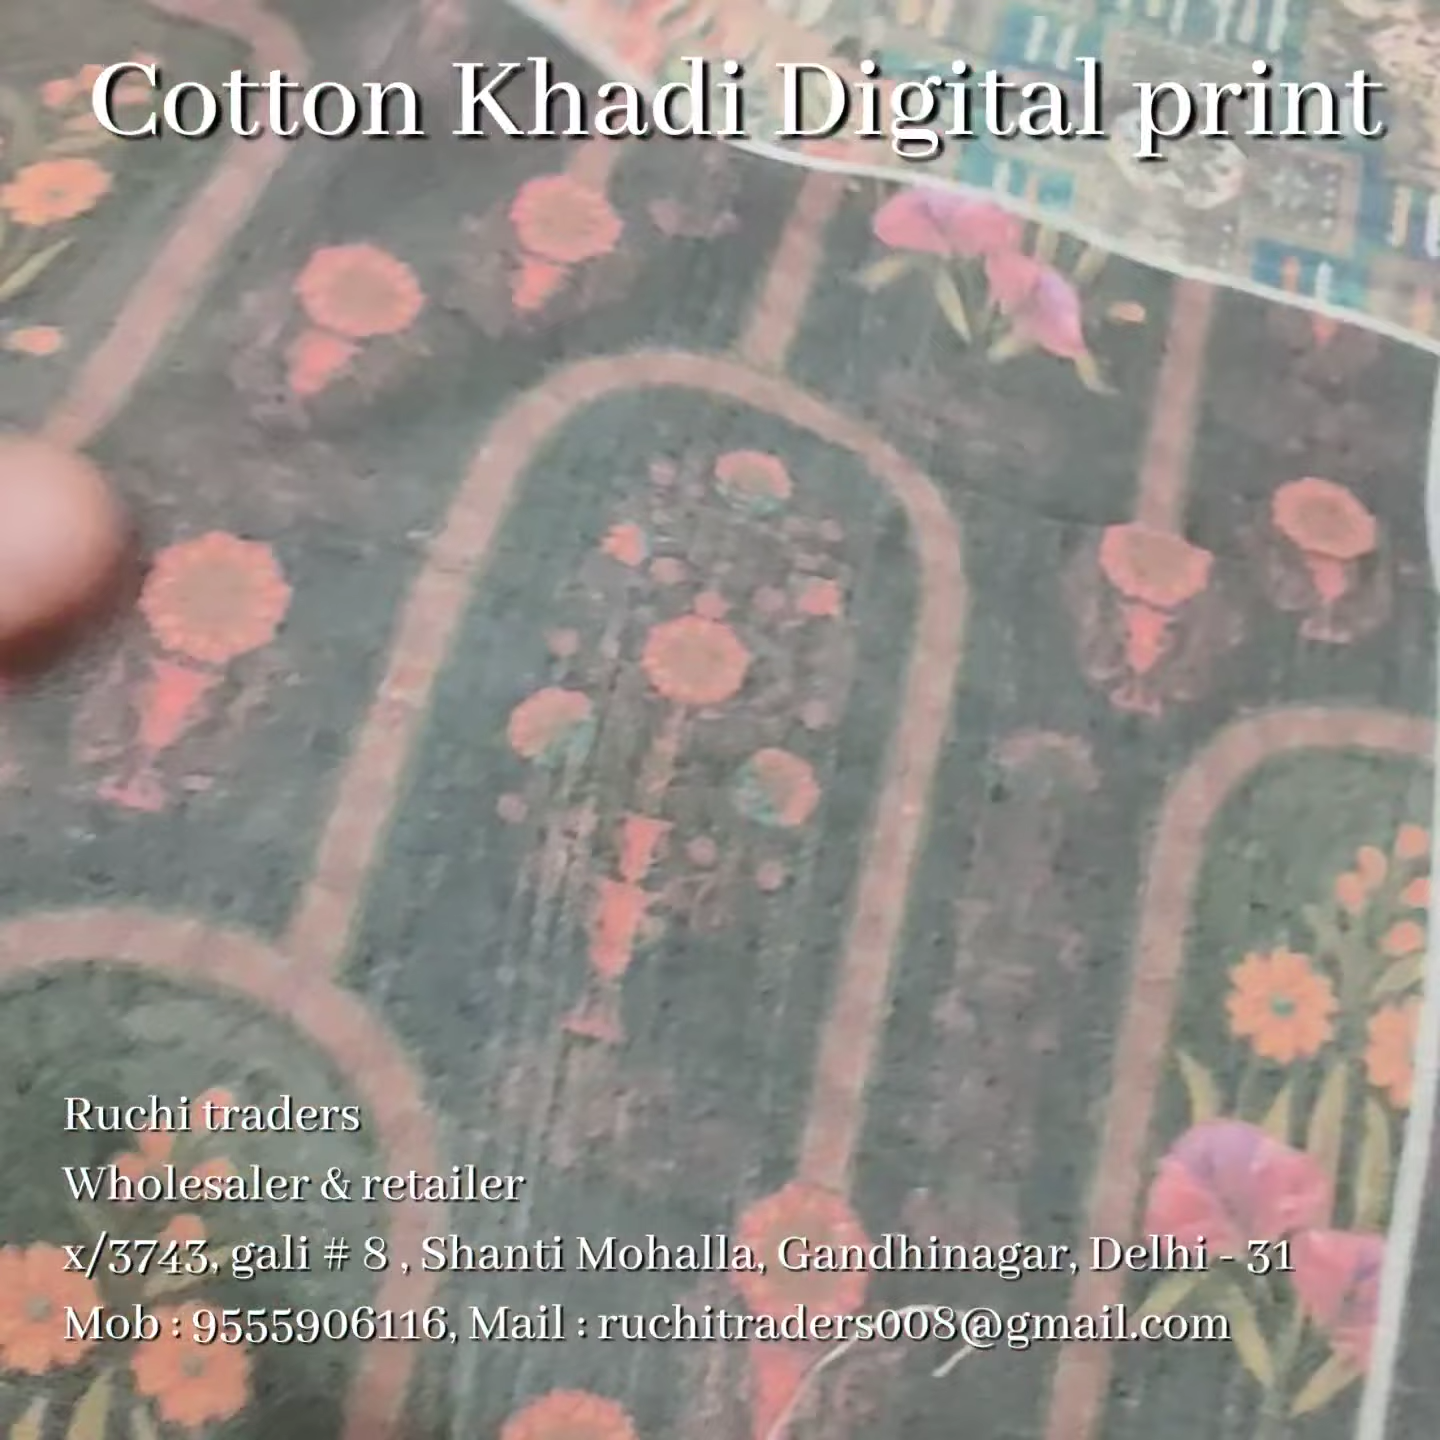 Cotton Khadi Digital print
Ruchi traders
Wholesaler & retailer
x/3743, gali # 8 , Shanti Mohalla, Gandhinagar, Delhi - 31
Mob : 9555906116, Mail : ruchitraders008@gmail.com